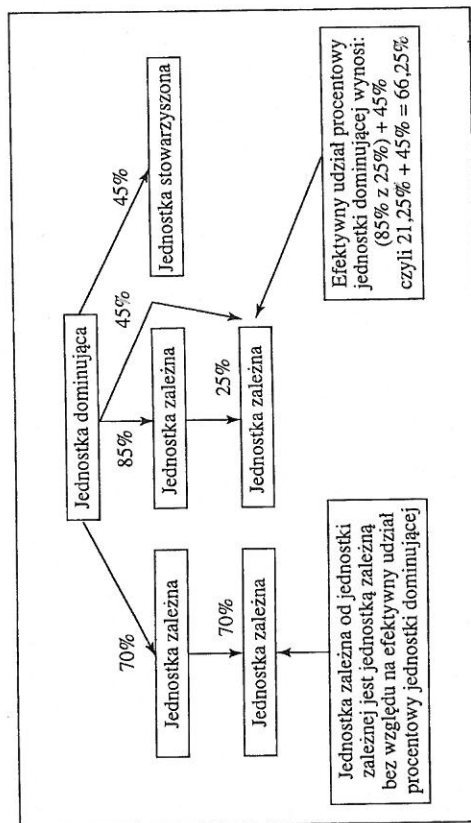 Jednostka dominująca
70%
85%
45%
45%
Jednostka zależna
Jednostka zależna
Jednostka stowarzyszona
70%
25%
Jednostka zależna
Jednostka zależna
Jednostka zależna od jednostki
zależnej jest jednostką zależną
bez względu na efektywny udział
procentowy jednostki dominującej
Efektywny udział procentowy
jednostki dominującej wynosi:
(85% z 25%) + 45%
czyli 21,25% + 45% = 66,25%